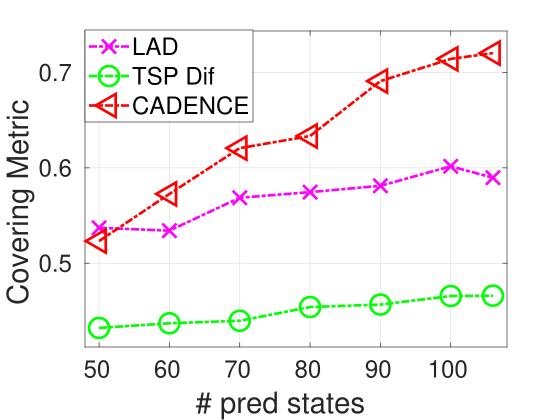 LAD
TSP Dif
CADENCE
Covering Metric
0.7
0.6
0.5
50 60 70 80 90 100
# pred states